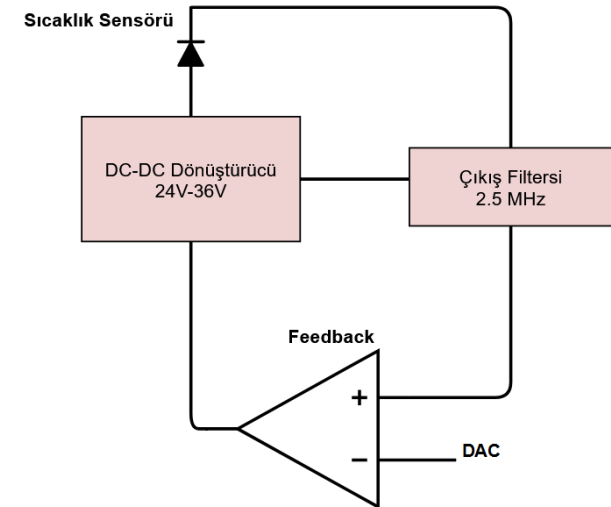 Sıcaklık Sensörü
DC-DC Dönüştürücü
24V-36V
Çıkış Filtersi
2.5 MHz
Feedback
+
−
DAC